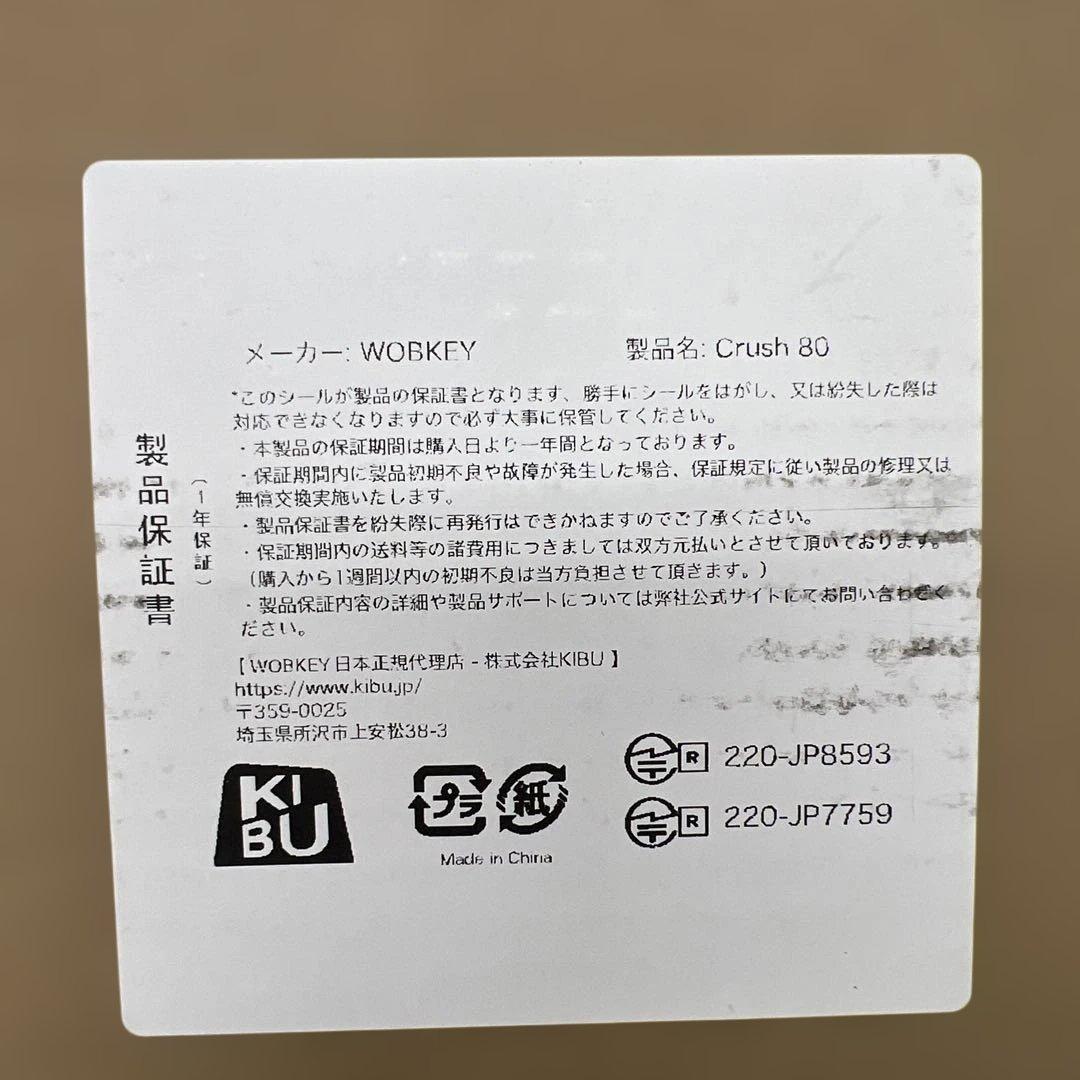 メーカー: WOBKEY
製品名: Crush 80
製品保証書
(1年保証)
*このシールが製品の保証書となります、勝手にシールをはがし、又は紛失した際は
対応できなくなりますので必ず大事に保管してください。
・本製品の保証期間は購入日より一年間となっております。
・保証期間内に製品初期不良や故障が発生した場合、保証規定に従い製品の修理又は
無償交換実施いたします。
・製品保証書を紛失際に再発行はできかねますのでご了承ください。
・保証期間内の送料等の諸費用につきましては双方元払いとさせて頂いております。
(購入から1週間以内の初期不良は当方負担させて頂きます。)
・製品保証内容の詳細や製品サポートについては弊社公式サイトにてお問い合わせく
ださい。
【 WOBKEY 日本正規代理店 - 株式会社KIBU 】
https://www.kibu.jp/
〒359-0025
埼玉県所沢市上安松38-3
KIBU
プラ
紙
Made in China
R 220-JP8593
R 220-JP7759